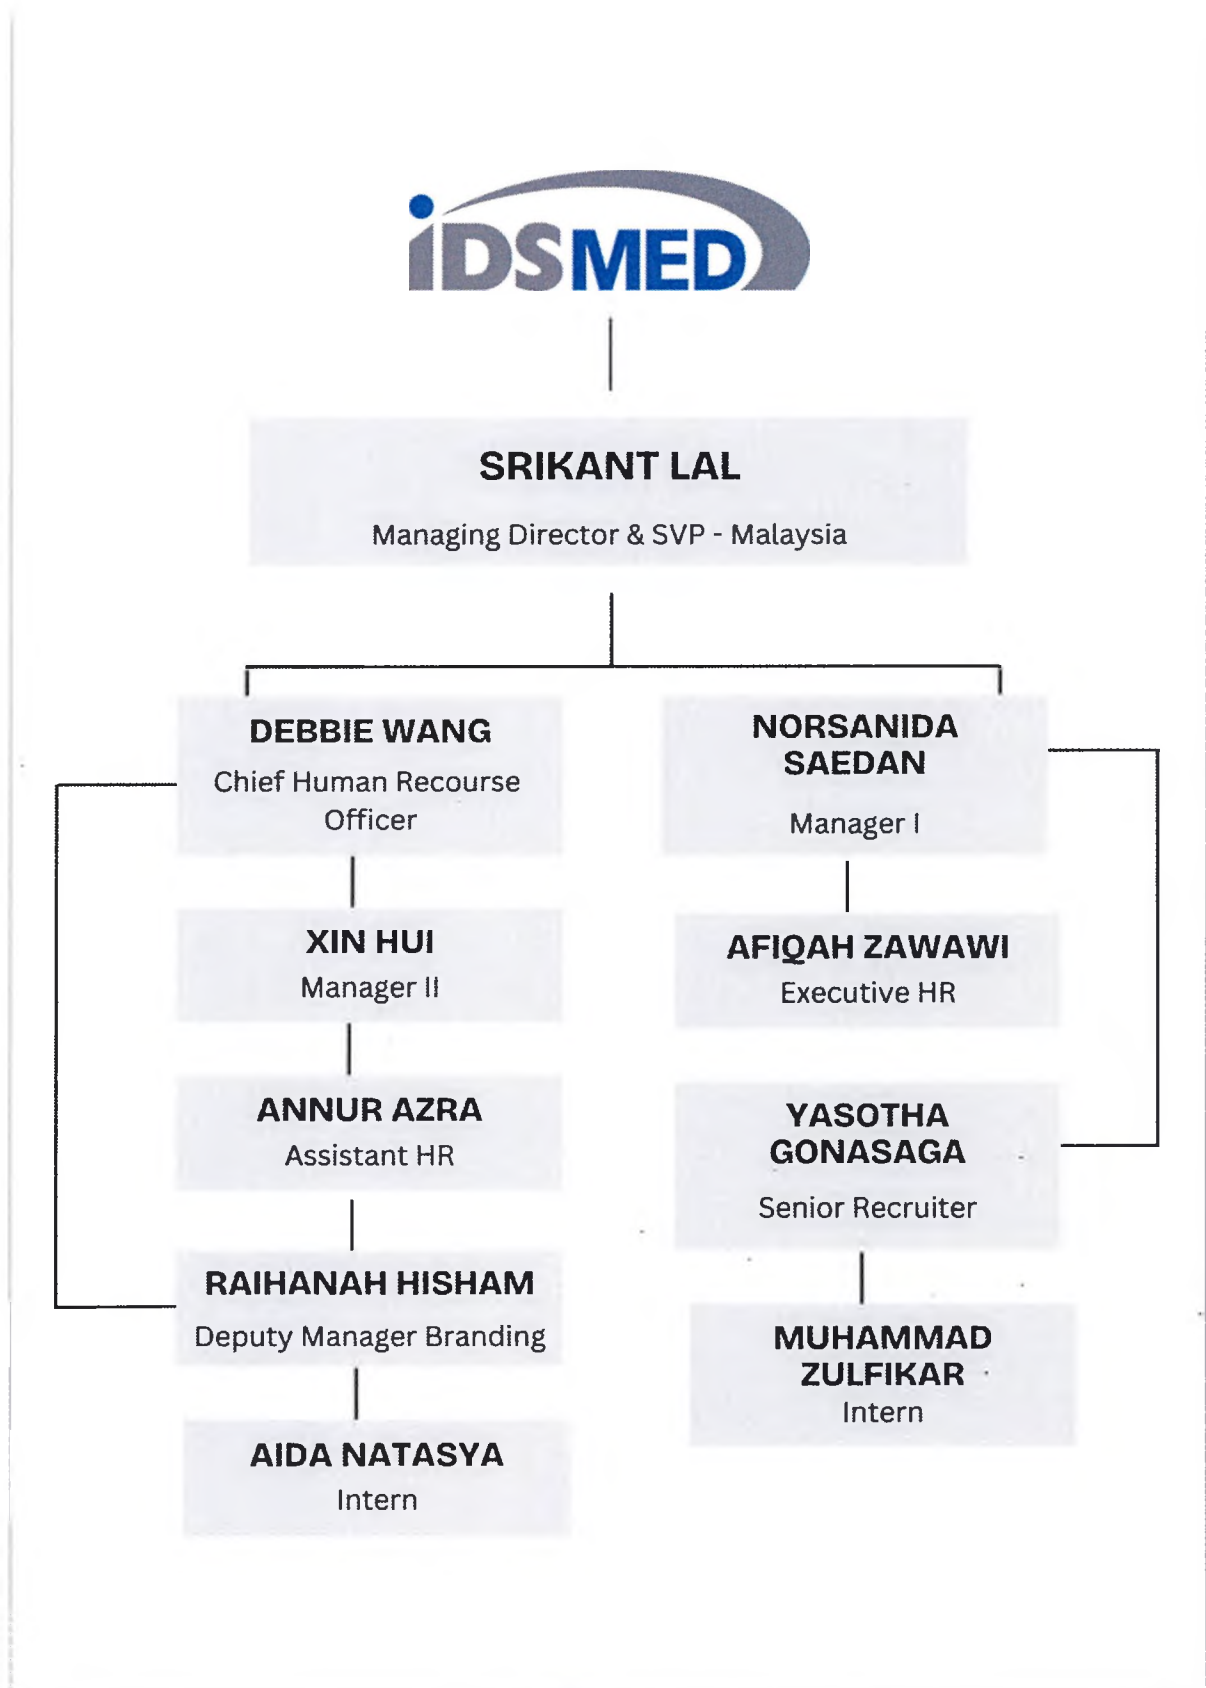 iDSMED
SRIKANT LAL
Managing Director & SVP - Malaysia
DEBBIE WANG
Chief Human Recourse
Officer
NORSANIDA
SAEDAN
Manager I
XIN HUI
Manager II
AFIQAH ZAWAWI
Executive HR
ANNUR AZRA
Assistant HR
YASOTHA
GONASAGA
Senior Recruiter
RAIHANAH HISHAM
Deputy Manager Branding
MUHAMMAD
ZULFIKAR
Intern
AIDA NATASYA
Intern